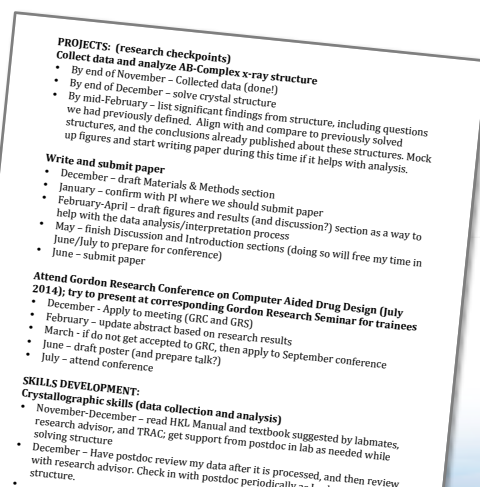 PROJECTS: (research checkpoints)
Collect data and analyze AB-Complex x-ray structure
• By end of November – Collected data (done!)
• By end of December – solve crystal structure
• By mid-February – list significant findings from structure, including questions
we had previously defined. Align with and compare to previously solved
structures, and the conclusions already published about these structures. Mock
up figures and start writing paper during this time if it helps with analysis.
Write and submit paper
• December – draft Materials & Methods section
• January – confirm with PI where we should submit paper
• February-April – draft figures and results (and discussion?) section as a way to
help with the data analysis/interpretation process
• May – finish Discussion and Introduction sections (doing so will free my time in
June/July to prepare for conference)
• June – submit paper
Attend Gordon Research Conference on Computer Aided Drug Design (July
2014); try to present at corresponding Gordon Research Seminar for trainees
• December - Apply to meeting (GRC and GRS)
• February – update abstract based on research results
• March - if do not get accepted to GRC, then apply to September conference
• June – draft poster (and prepare talk?)
• July – attend conference
SKILLS DEVELOPMENT:
Crystallographic skills (data collection and analysis)
• November-December – read HKL Manual and textbook suggested by labmates,
research advisor, and TRAC; get support from postdoc in lab as needed while
solving structure
• December – Have postdoc review my data after it is processed, and then review
with research advisor. Check in with postdoc periodically as
structure.
•